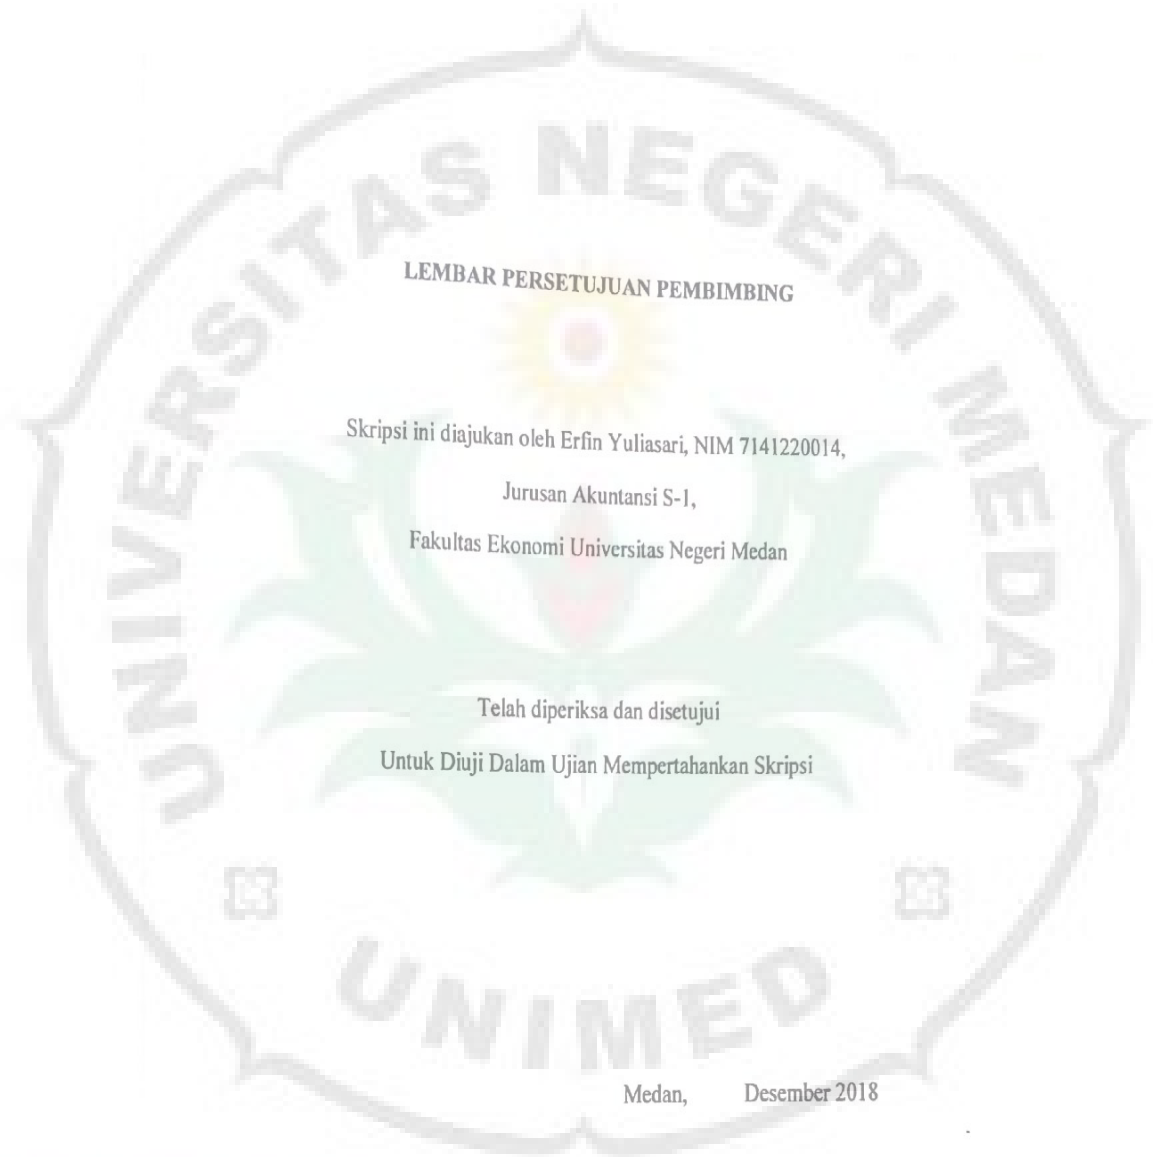 UNIVERSITAS NEGERI MEDAN
LEMBAR PERSETUJUAN PEMBIMBING
Skripsi ini diajukan oleh Erfin Yuliasari, NIM 7141220014,
Jurusan Akuntansi S-1,
Fakultas Ekonomi Universitas Negeri Medan
Telah diperiksa dan disetujui
Untuk Diuji Dalam Ujian Mempertahankan Skripsi
UNIMED
Medan, Desember 2018